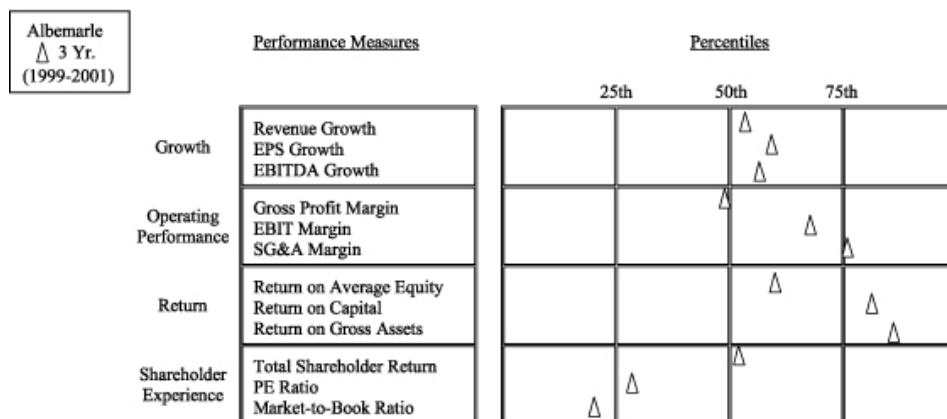 Albemarle
△ 3 Yr.
(1999-2001)
Performance Measures
Percentiles
25th 50th 75th
Growth
Revenue Growth
EPS Growth
EBITDA Growth
Operating
Performance
Gross Profit Margin
EBIT Margin
SG&A Margin
Return
Return on Average Equity
Return on Capital
Return on Gross Assets
Shareholder
Experience
Total Shareholder Return
PE Ratio
Market-to-Book Ratio